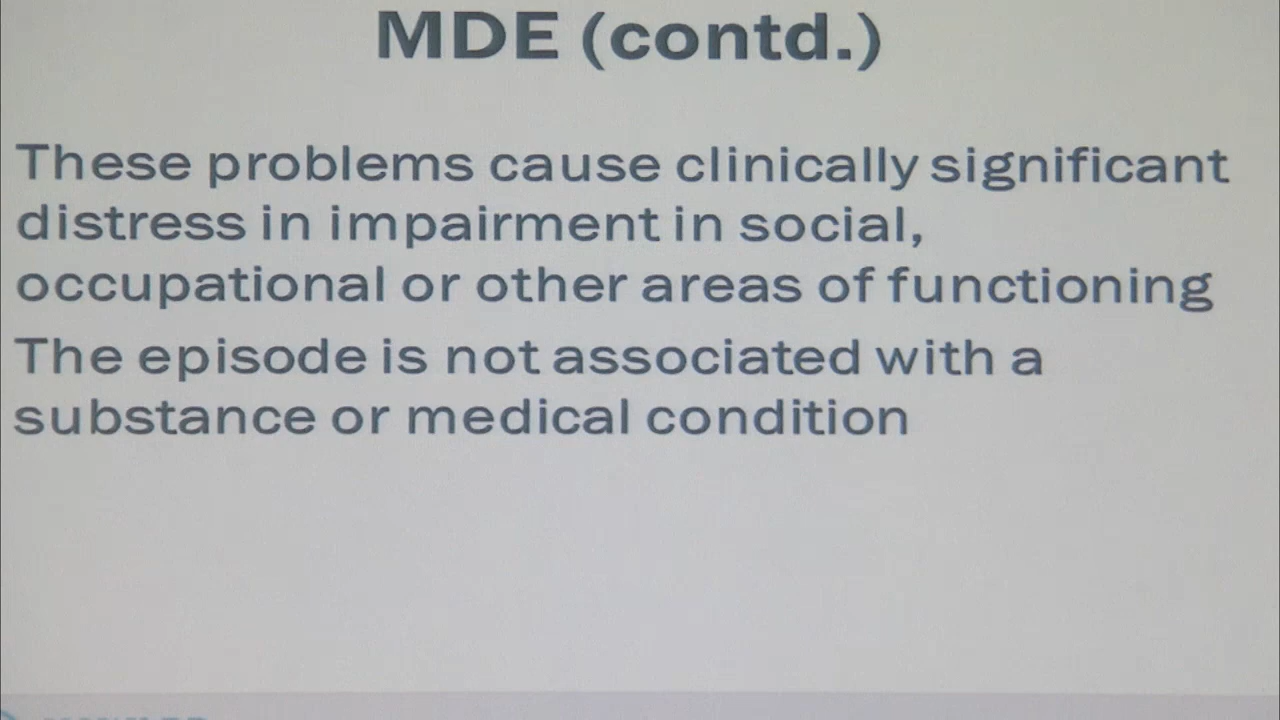 MDE (contd.)
These problems cause clinically significant
distress in impairment in social,
occupational or other areas of functioning
The episode is not associated with a
substance or medical condition